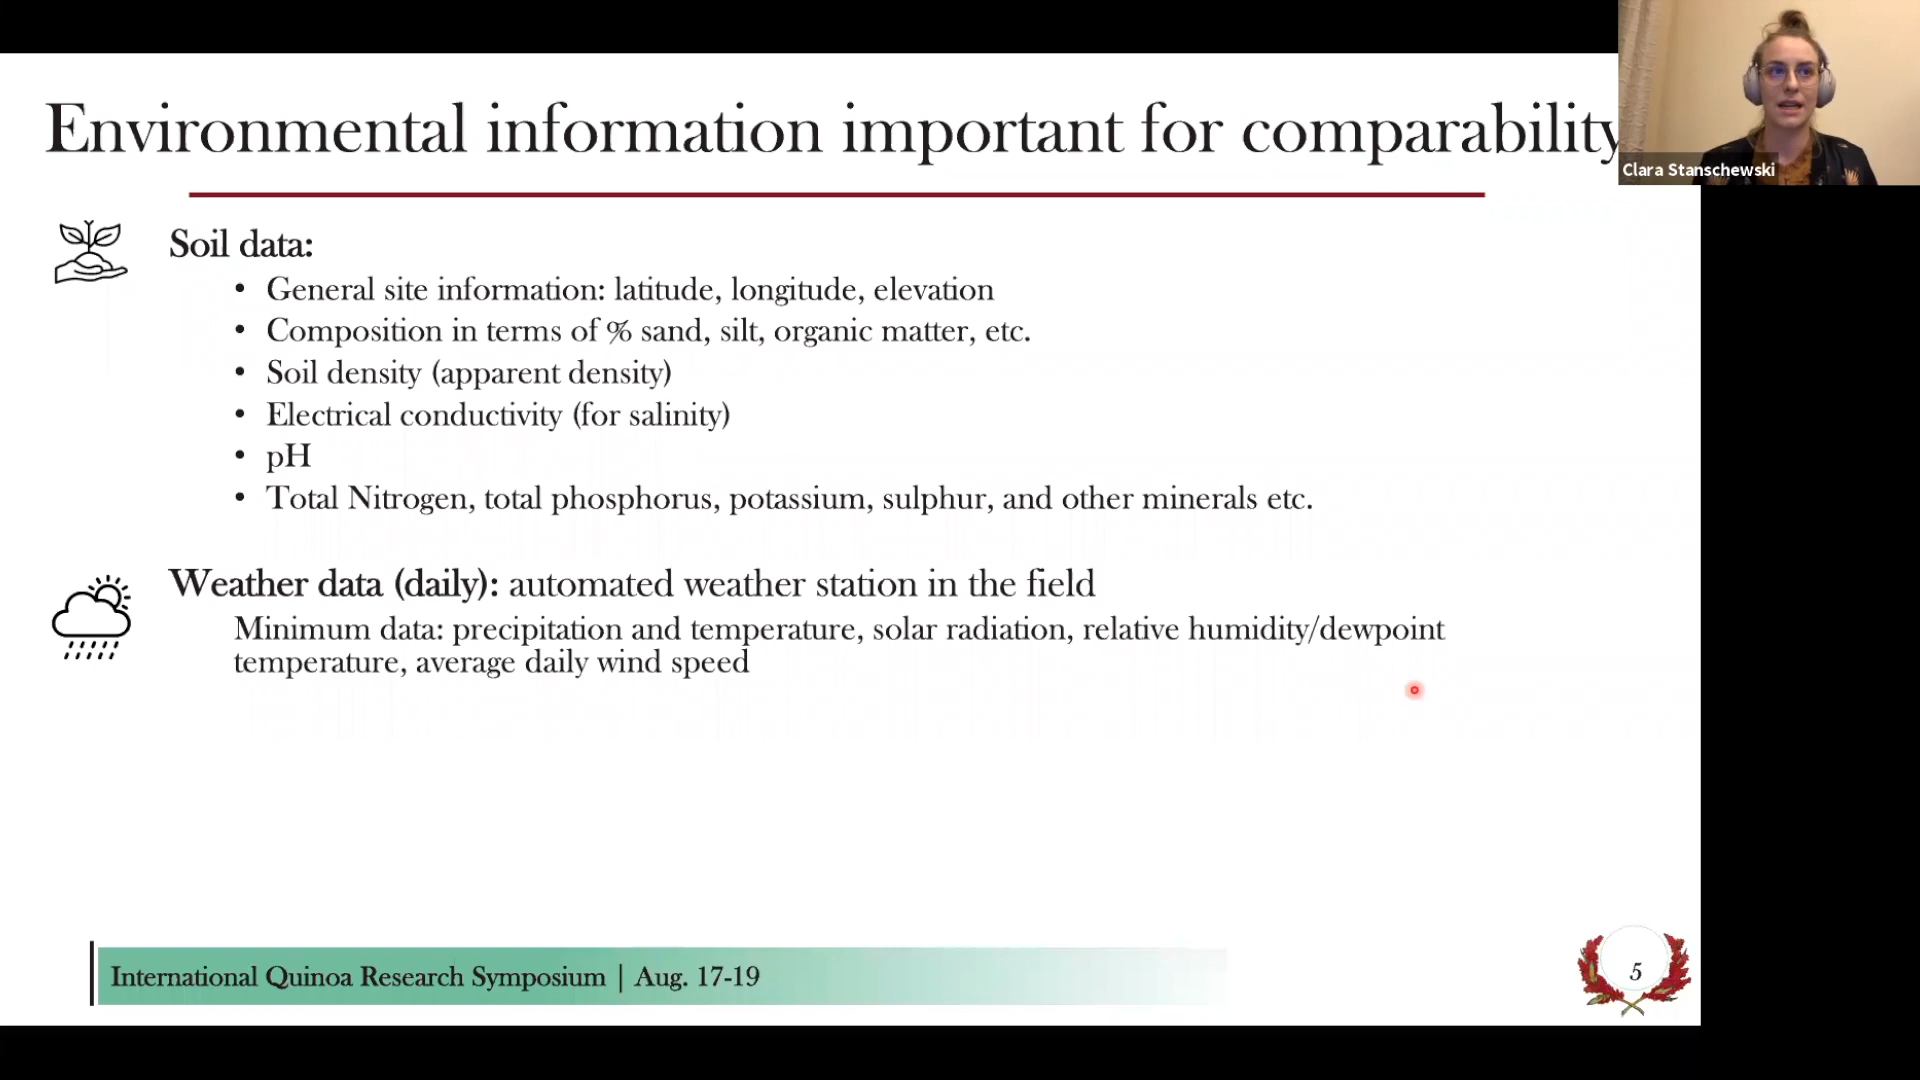 Environmental information important for comparability
Clara Stanschewski
Soil data:
• General site information: latitude, longitude, elevation
• Composition in terms of % sand, silt, organic matter, etc.
• Soil density (apparent density)
• Electrical conductivity (for salinity)
• pH
• Total Nitrogen, total phosphorus, potassium, sulphur, and other minerals etc.
Weather data (daily): automated weather station in the field
Minimum data: precipitation and temperature, solar radiation, relative humidity/dewpoint
temperature, average daily wind speed
International Quinoa Research Symposium | Aug. 17-19
5